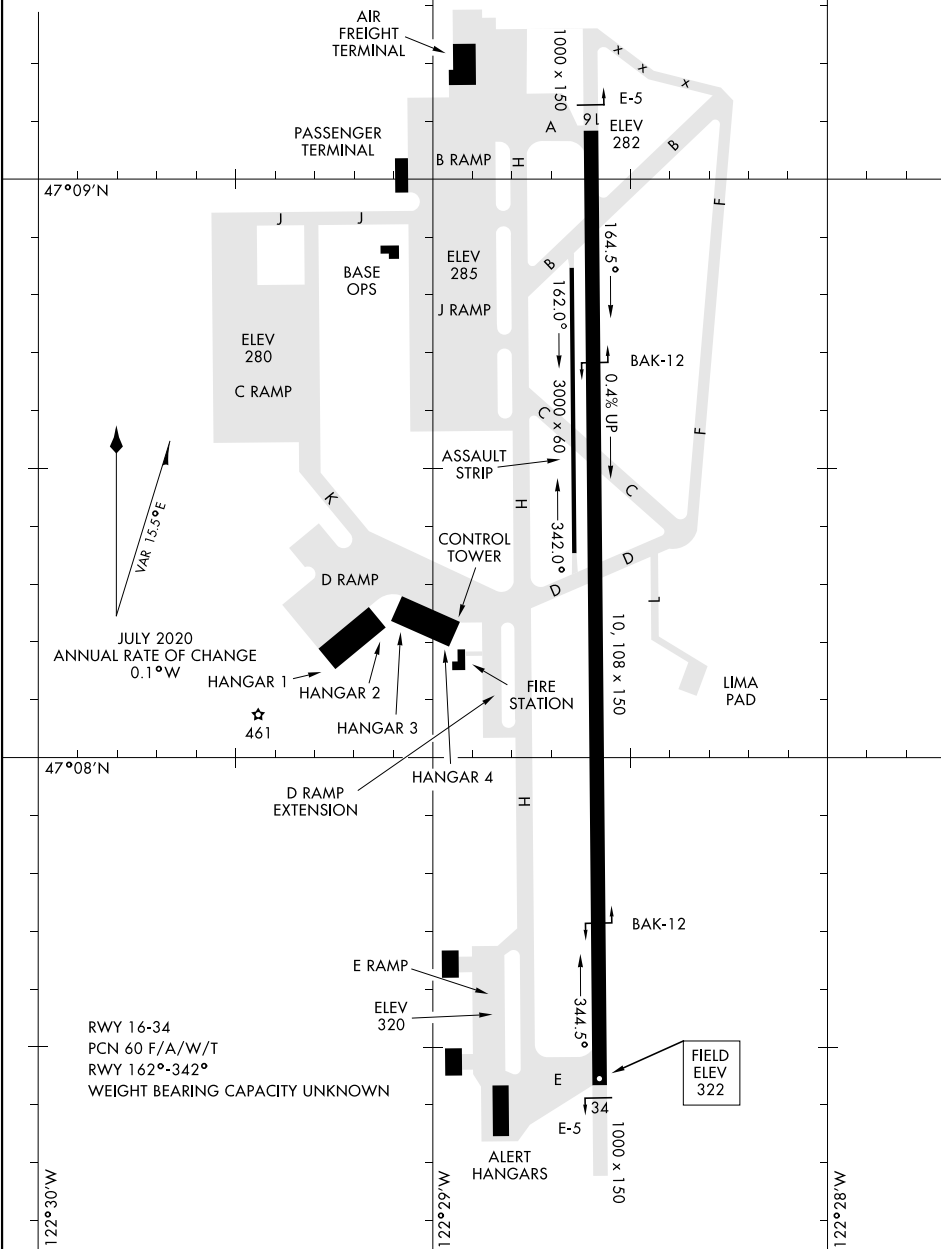 AIR
FREIGHT
TERMINAL
1000 x 150
x
x
x
E-5
A
16
ELEV
282
PASSENGER
TERMINAL
B RAMP
H
B
47°09'N
F
J
J
164.5°
BASE
OPS
ELEV
285
B
J RAMP
162.0°
ELEV
280
C RAMP
BAK-12
0.4% UP
3000 x 60
C
F
ASSAULT
STRIP
C
K
H
VAR 15.5°E
342.0°
CONTROL
TOWER
D
D
D RAMP
L
10,108 x 150
JULY 2020
ANNUAL RATE OF CHANGE
0.1°W
HANGAR 1
HANGAR 2
HANGAR 3
FIRE
STATION
LIMA
PAD
461
47°08'N
HANGAR 4
D RAMP
EXTENSION
H
BAK-12
E RAMP
344.5°
ELEV
320
RWY 16-34
PCN 60 F/A/W/T
RWY 162°-342°
WEIGHT BEARING CAPACITY UNKNOWN
E
FIELD
ELEV
322
34
E-5
1000 x 150
ALERT
HANGARS
122°30'W
122°29'W
122°28'W